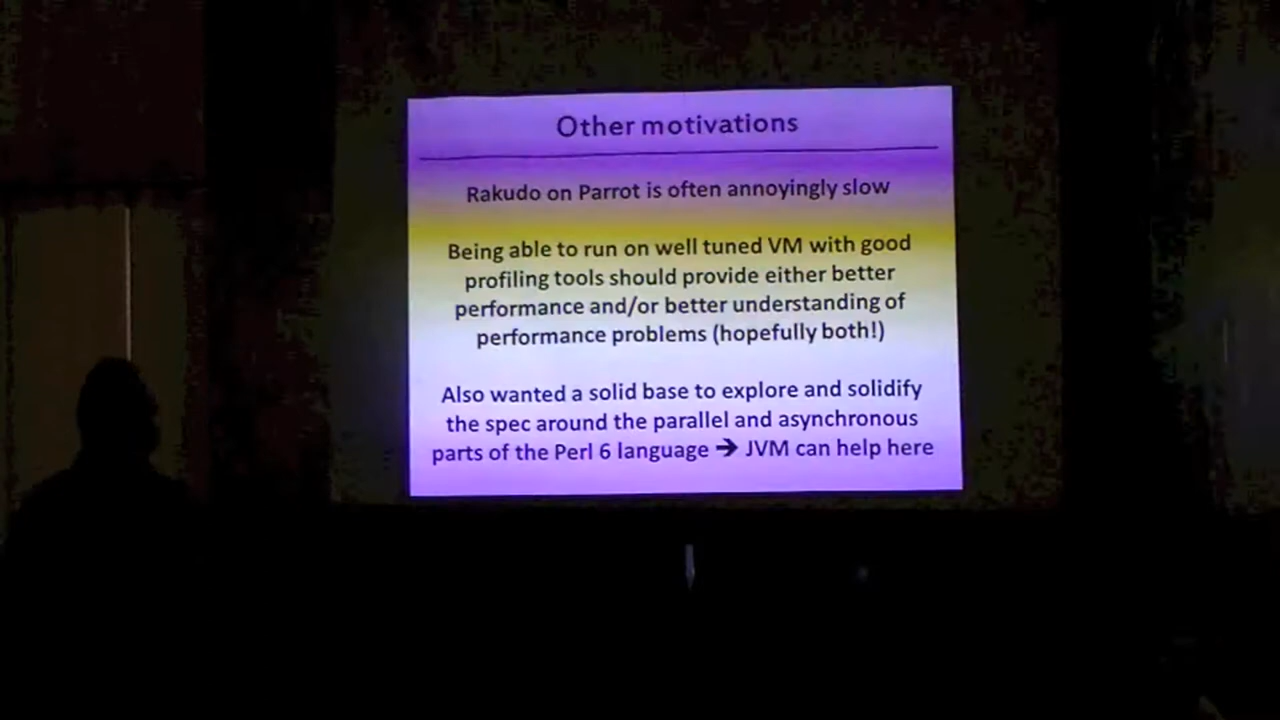 Other motivations
Rakudo on Parrot is often annoyingly slow
Being able to run on well tuned VM with good
profiling tools should provide either better
performance and/or better understanding of
performance problems (hopefully both!)
Also wanted a solid base to explore and solidify
the spec around the parallel and asynchronous
parts of the Perl 6 language ➔ JVM can help here